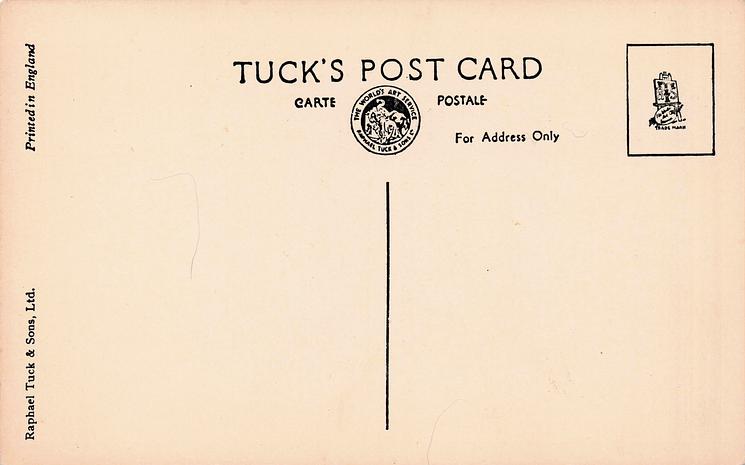 TUCK'S POST CARD
CARTE POSTALE
THE WORLD'S ART SERVICE
RAPHAEL TUCK & SONS LD
For Address Only
TRADE MARK
Printed in England
Raphael Tuck & Sons, Ltd.